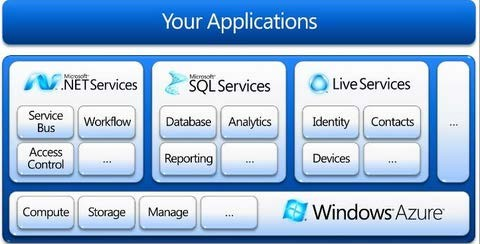 Your Applications
Microsoft
.NET Services
Service Bus
Workflow
Access Control
...
Microsoft
SQL Services
Database
Analytics
Reporting
...
Live Services
Identity
Contacts
Devices
...
...
Compute
Storage
Manage
...
Windows Azure™